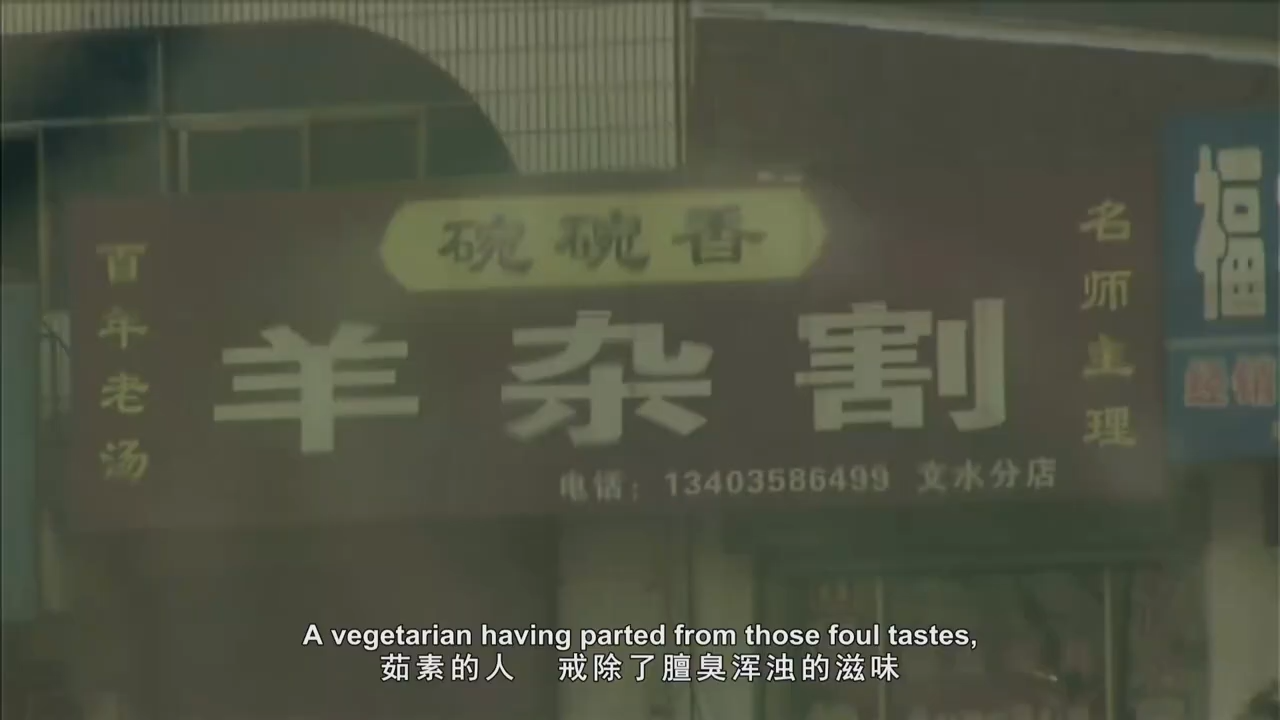 碗碗香
百年老汤
羊杂割
名师主理
电话：13403586499 文水分店
福
A vegetarian having parted from those foul tastes,
茹素的人 戒除了膻臭浑浊的滋味